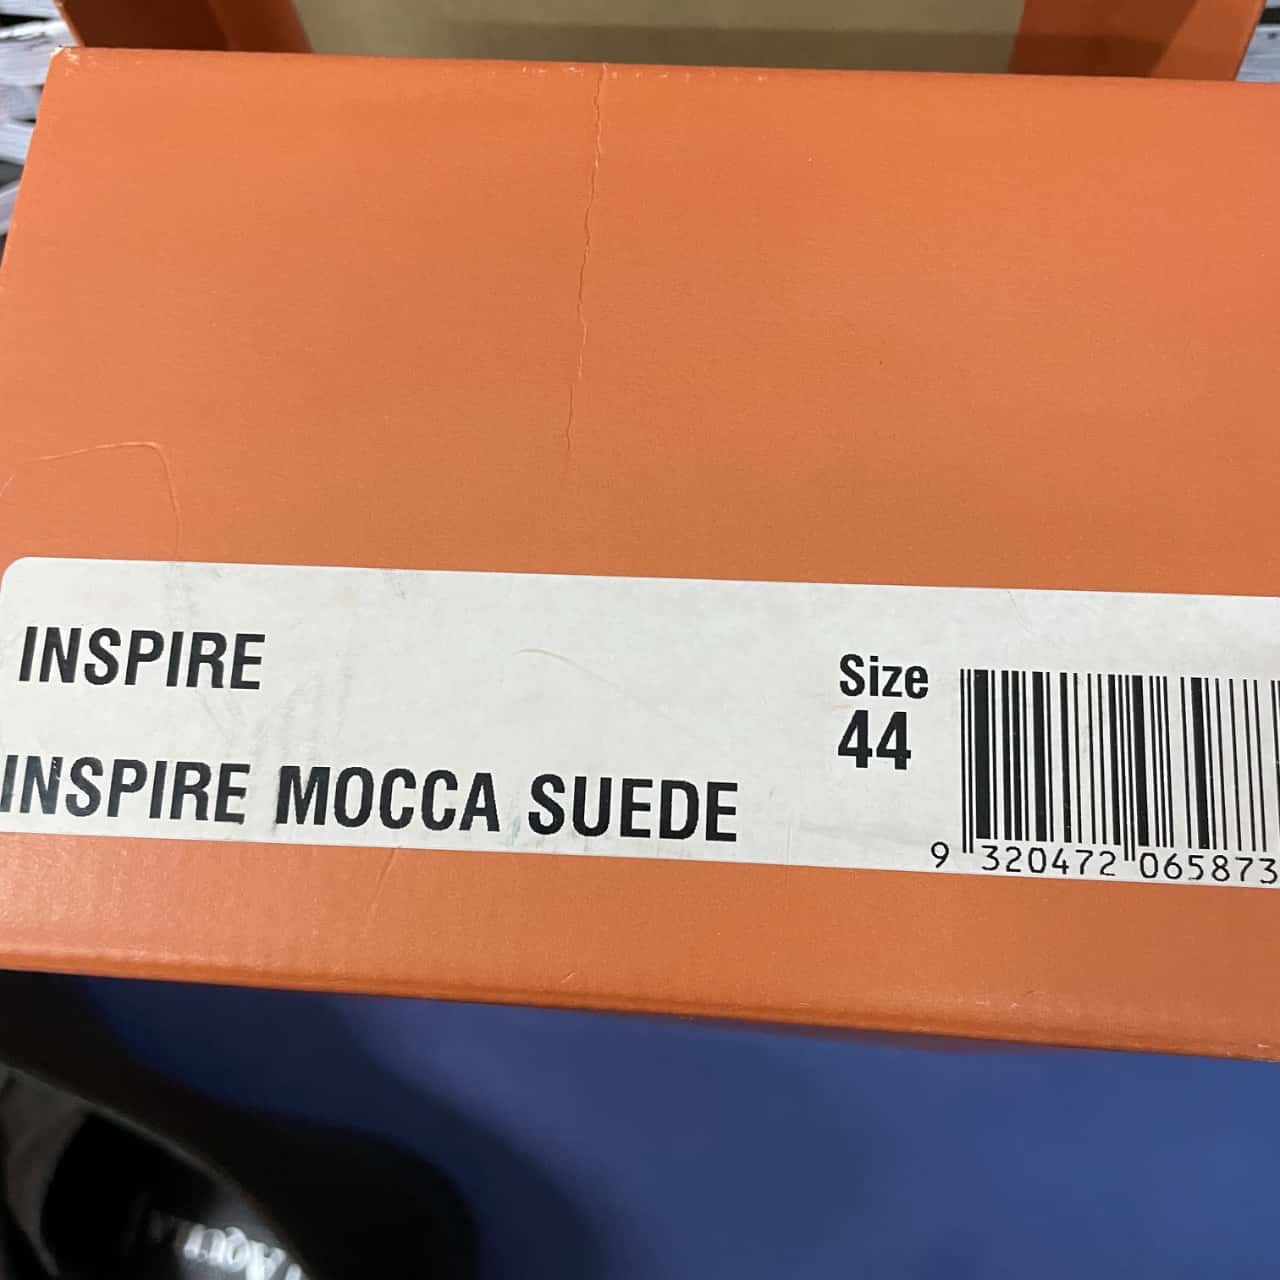 INSPIRE
INSPIRE MOCCA SUEDE
Size
44
9 320472 065873